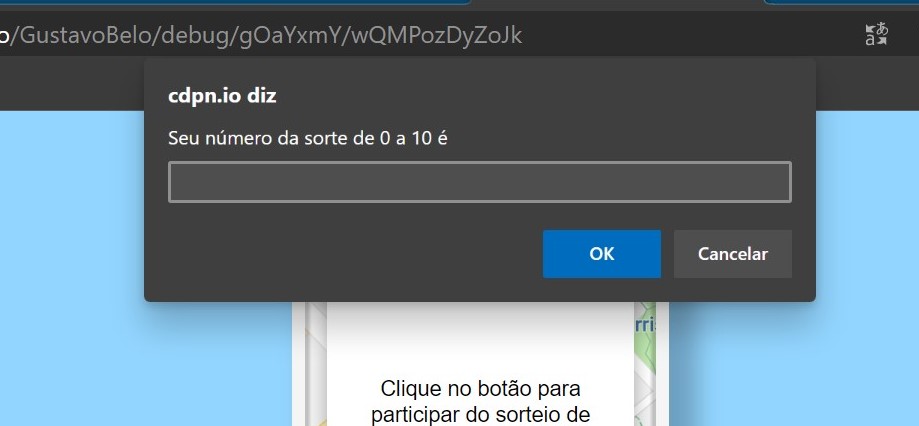 o/GustavoBelo/debug/gOaYxmY/wQMPozDyZoJk
cdpn.io diz
Seu número da sorte de 0 a 10 é
OK
Cancelar
rris
Clique no botão para
participar do sorteio de